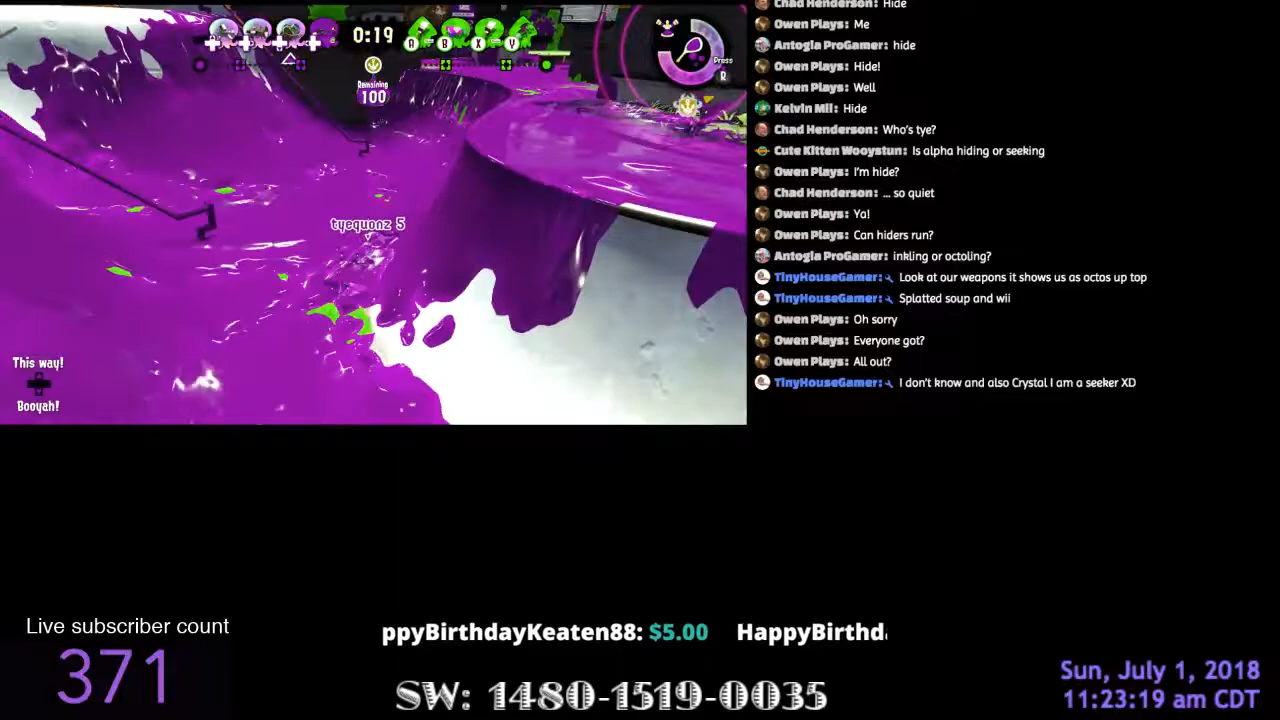 0:19
A B X Y
Remaining
100
Press
R
tyequonz 5
This way!
Booyah!
Chad Henderson: Hide
Owen Plays: Me
Antogia ProGamer: hide
Owen Plays: Hide!
Owen Plays: Well
Kelvin Mii: Hide
Chad Henderson: Who's tye?
Cute Kitten Wooystun: Is alpha hiding or seeking
Owen Plays: I'm hide?
Chad Henderson: ... so quiet
Owen Plays: Ya!
Owen Plays: Can hiders run?
Antogia ProGamer: inkling or octoling?
TinyHouseGamer: Look at our weapons it shows us as octos up top
TinyHouseGamer: Splatted soup and wii
Owen Plays: Oh sorry
Owen Plays: Everyone got?
Owen Plays: All out?
TinyHouseGamer: I don't know and also Crystal I am a seeker XD
Live subscriber count
371
ppyBirthdayKeaten88: $5.00 HappyBirthd
SW: 1480-1519-0035
Sun, July 1, 2018
11:23:19 am CDT